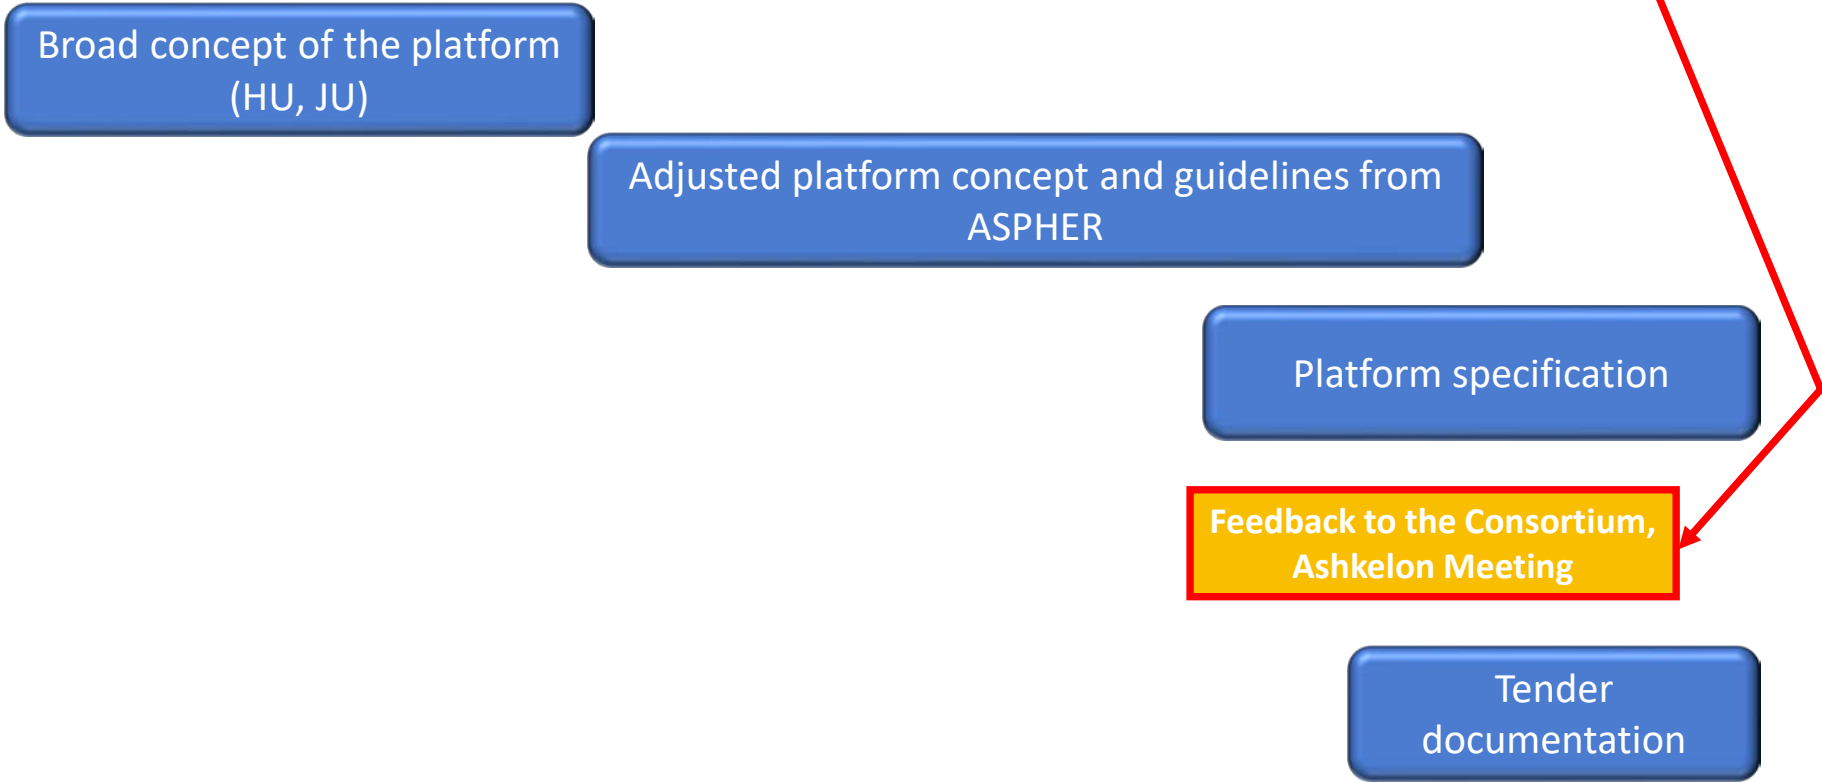 Broad concept of the platform
(HU, JU)
Adjusted platform concept and guidelines from
ASPHER
Platform specification
Feedback to the Consortium,
Ashkelon Meeting
Tender
documentation